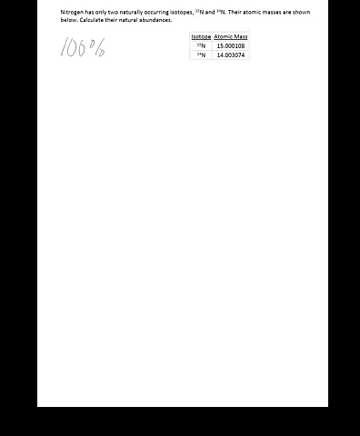 Nitrogen has only two naturally occurring isotopes, ¹⁵N and ¹⁴N. Their atomic masses are shown
below. Calculate their natural abundances.
100%
Isotope Atomic Mass
¹⁵N 15.000108
¹⁴N 14.003074